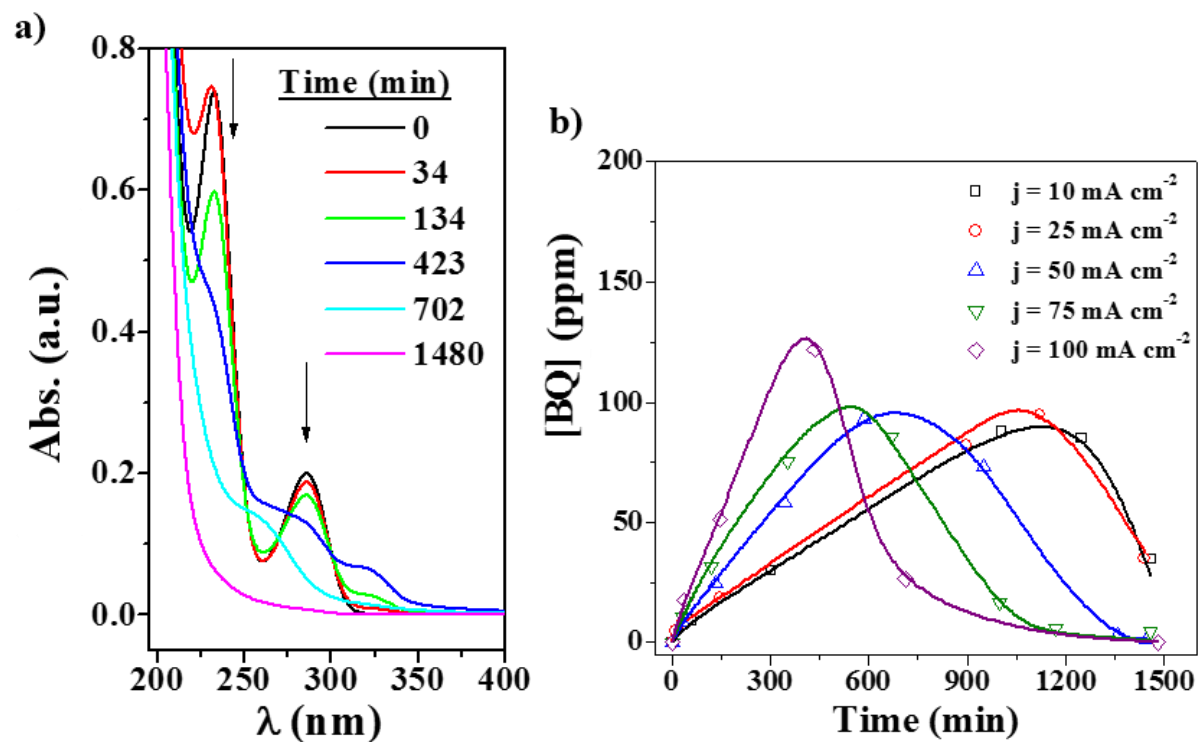 a)
Abs. (a.u.)
0.8
0.6
0.4
0.2
0.0
200 250 300 350 400
λ (nm)
Time (min)
0
34
134
423
702
1480
b)
[BQ] (ppm)
200
150
100
50
0
0 300 600 900 1200 1500
Time (min)
j = 10 mA cm⁻²
j = 25 mA cm⁻²
j = 50 mA cm⁻²
j = 75 mA cm⁻²
j = 100 mA cm⁻²